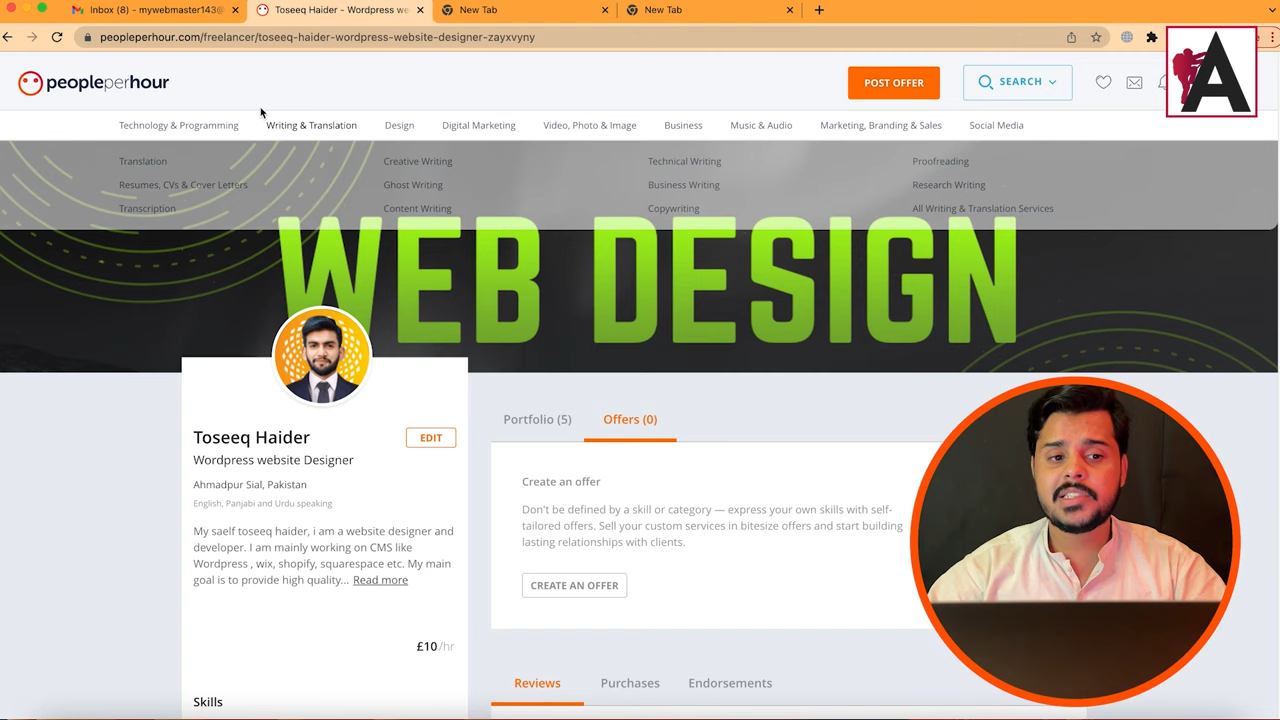 Inbox (8) - mywebmaster143@
Toseeq Haider - Wordpress we
New Tab
New Tab
peopleperhour.com/freelancer/toseeq-haider-wordpress-website-designer-zayxvyny
peopleperhour
POST OFFER
SEARCH
A
Technology & Programming
Writing & Translation
Design
Digital Marketing
Video, Photo & Image
Business
Music & Audio
Marketing, Branding & Sales
Social Media
Translation
Creative Writing
Technical Writing
Proofreading
Resumes, CVs & Cover Letters
Ghost Writing
Business Writing
Research Writing
Transcription
Content Writing
Copywriting
All Writing & Translation Services
WEB DESIGN
Toseeq Haider
EDIT
Wordpress website Designer
Ahmadpur Sial, Pakistan
English, Panjabi and Urdu speaking
My saelf toseeq haider, i am a website designer and
developer. I am mainly working on CMS like
Wordpress , wix, shopify, squarespace etc. My main
goal is to provide high quality... Read more
£10 /hr
Skills
Portfolio (5)
Offers (0)
Create an offer
Don't be defined by a skill or category — express your own skills with self-
tailored offers. Sell your custom services in bitesize offers and start building
lasting relationships with clients.
CREATE AN OFFER
Reviews
Purchases
Endorsements